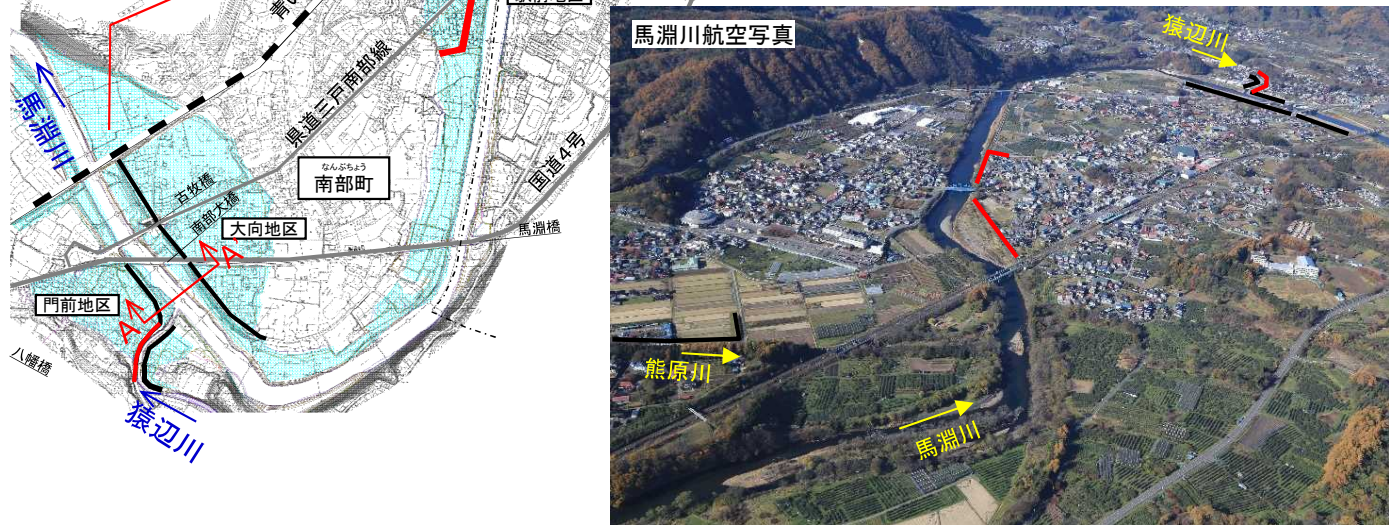 青い
県道三戸南部線
国道4号
馬淵川
なんぶちょう
南部町
古牧橋
南部大橋
大向地区
馬淵橋
A'
門前地区
A
八幡橋
猿辺川
馬淵川航空写真
猿辺川
熊原川
馬淵川